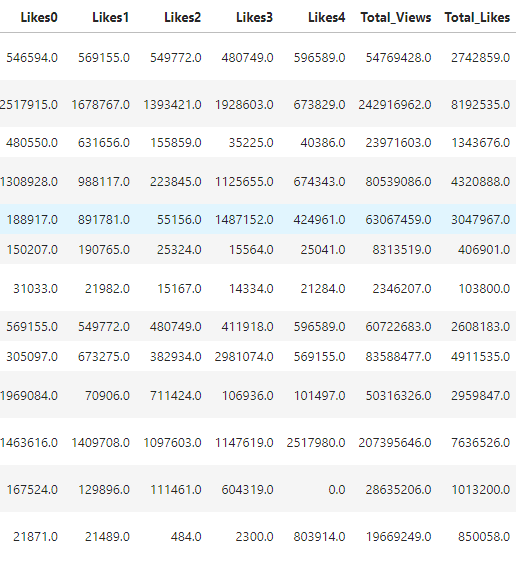 Likes0 Likes1 Likes2 Likes3 Likes4 Total_Views Total_Likes
546594.0 569155.0 549772.0 480749.0 596589.0 54769428.0 2742859.0
2517915.0 1678767.0 1393421.0 1928603.0 673829.0 242916962.0 8192535.0
480550.0 631656.0 155859.0 35225.0 40386.0 23971603.0 1343676.0
1308928.0 988117.0 223845.0 1125655.0 674343.0 80539086.0 4320888.0
188917.0 891781.0 55156.0 1487152.0 424961.0 63067459.0 3047967.0
150207.0 190765.0 25324.0 15564.0 25041.0 8313519.0 406901.0
31033.0 21982.0 15167.0 14334.0 21284.0 2346207.0 103800.0
569155.0 549772.0 480749.0 411918.0 596589.0 60722683.0 2608183.0
305097.0 673275.0 382934.0 2981074.0 569155.0 83588477.0 4911535.0
1969084.0 70906.0 711424.0 106936.0 101497.0 50316326.0 2959847.0
1463616.0 1409708.0 1097603.0 1147619.0 2517980.0 207395646.0 7636526.0
167524.0 129896.0 111461.0 604319.0 0.0 28635206.0 1013200.0
21871.0 21489.0 484.0 2300.0 803914.0 19669249.0 850058.0